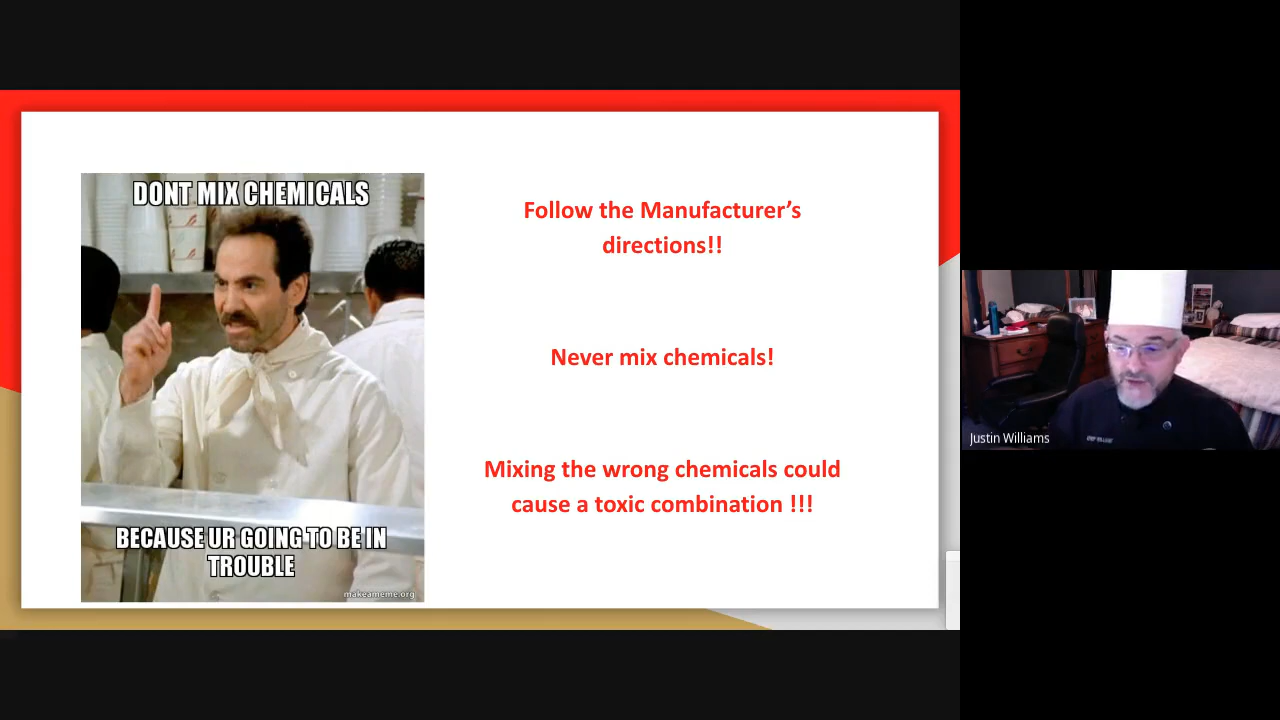 DONT MIX CHEMICALS
BECAUSE UR GOING TO BE IN
TROUBLE
makeameme.org
Follow the Manufacturer’s
directions!!
Never mix chemicals!
Mixing the wrong chemicals could
cause a toxic combination !!!
Justin Williams